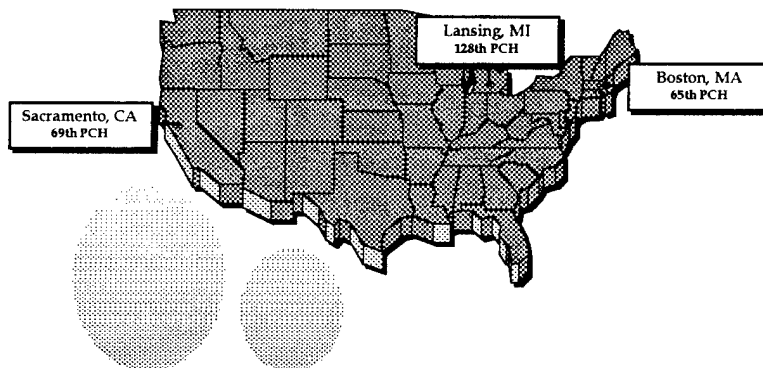 Lansing, MI
128th PCH
Boston, MA
65th PCH
Sacramento, CA
69th PCH